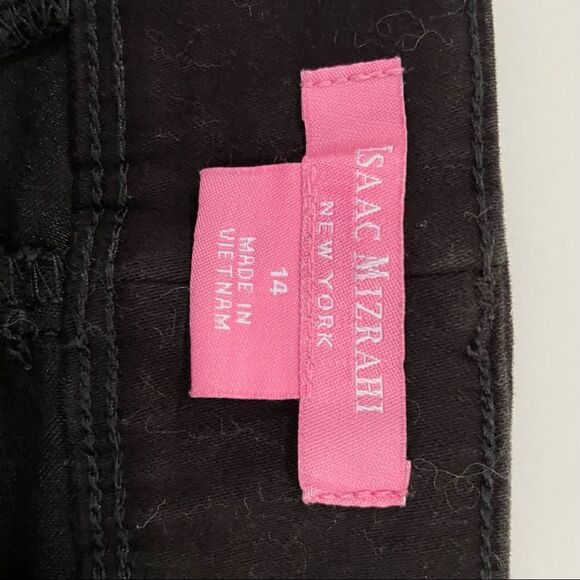 ISAAC MIZRAHI
NEW YORK
14
MADE IN
VIETNAM